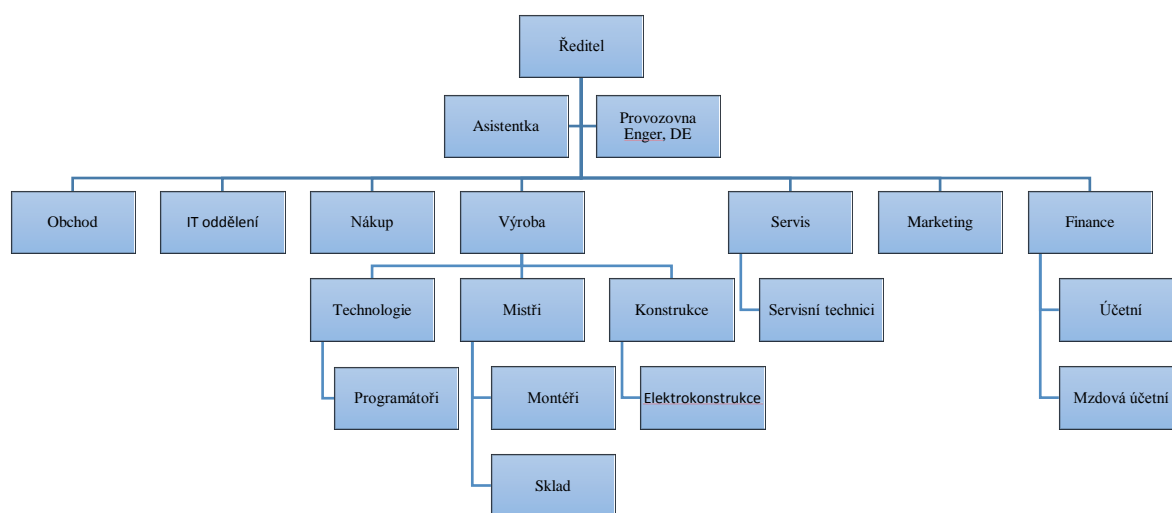 Ředitel
Asistentka
Provozovna
Enger, DE
Obchod
IT oddělení
Nákup
Výroba
Servis
Marketing
Finance
Technologie
Mistři
Konstrukce
Servisní technici
Účetní
Programátoři
Montéři
Elektrokonstrukce
Mzdová účetní
Sklad